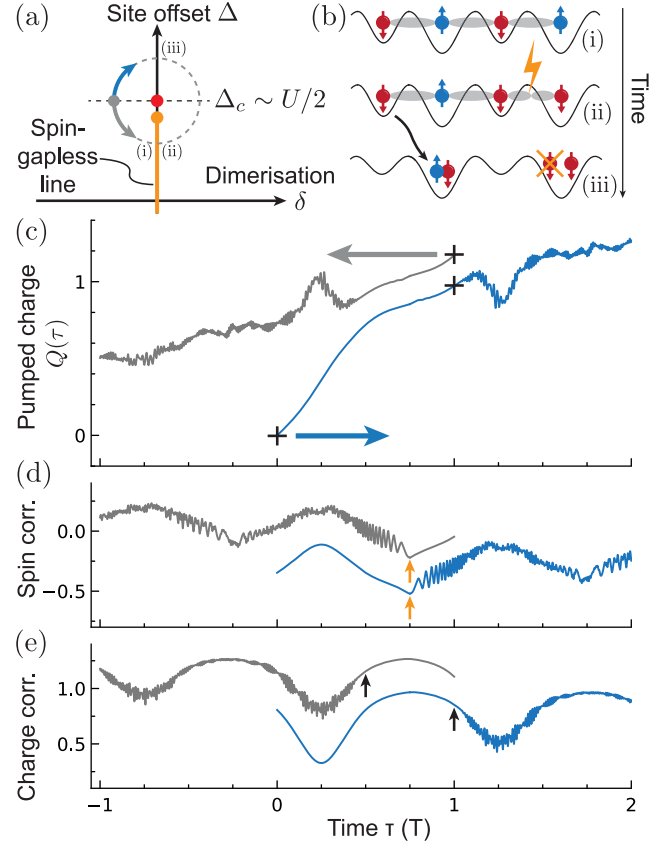 (a)
Site offset Δ
(iii)
Δc ∼ U/2
Spin-
gapless
line
(i)
(ii)
Dimerisation
δ
(b)
(i)
(ii)
(iii)
Time
(c)
Pumped charge
Q(τ)
1
0
(d)
Spin corr.
0.0
−0.5
(e)
Charge corr.
1.0
0.5
−1
0
1
2
Time τ (T)